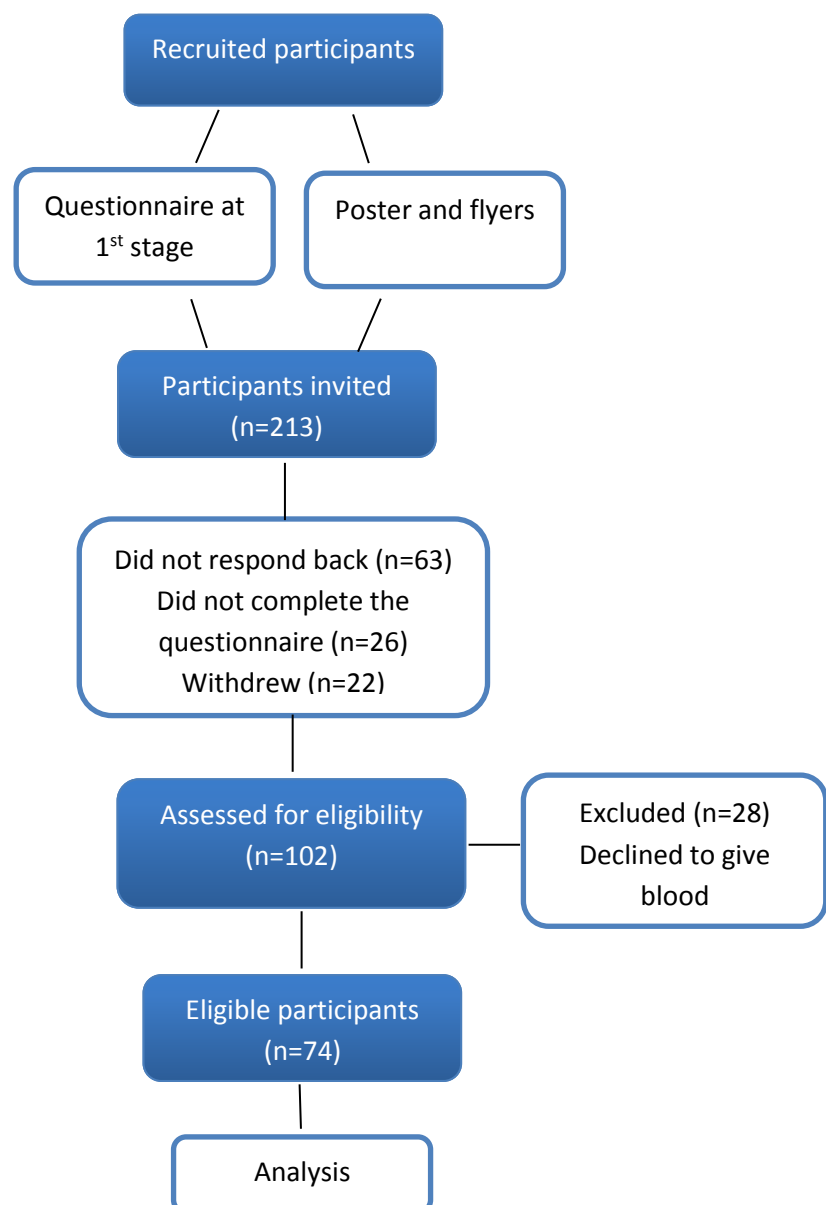 Recruited participants
Questionnaire at
1st stage
Poster and flyers
Participants invited
(n=213)
Did not respond back (n=63)
Did not complete the
questionnaire (n=26)
Withdrew (n=22)
Assessed for eligibility
(n=102)
Excluded (n=28)
Declined to give
blood
Eligible participants
(n=74)
Analysis